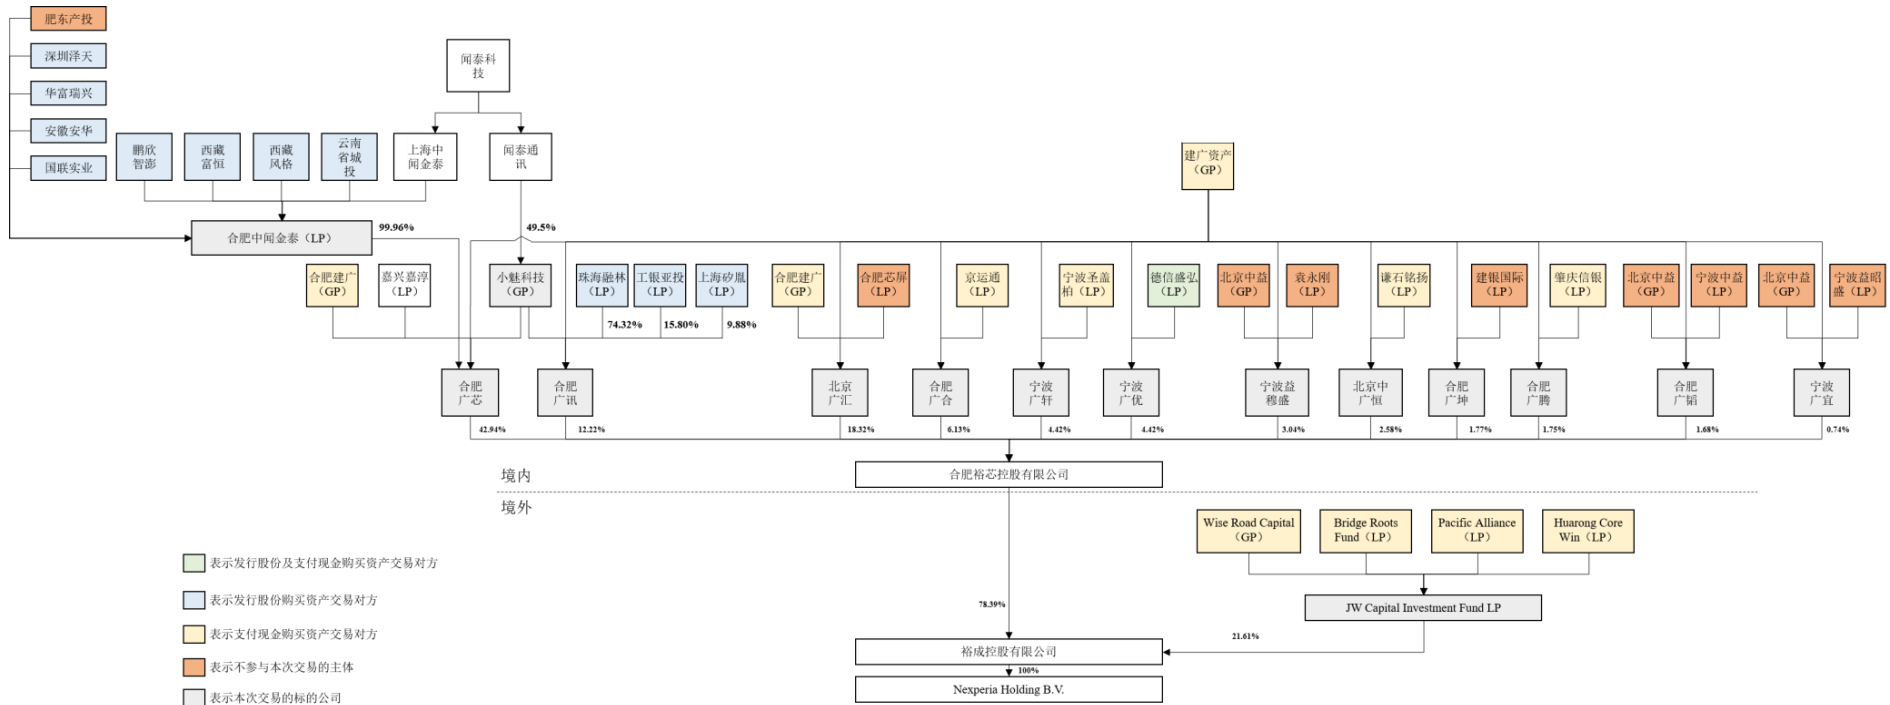 肥东产投
深圳泽天
华富瑞兴
安徽安华
国联实业
闻泰科
技
鹏欣
智澎
西藏
富恒
西藏
风格
云南
省城
投
上海中
闻金泰
闻泰通
讯
建广资产
（GP）
合肥中闻金泰（LP）
99.96%
49.5%
合肥建广
（GP）
嘉兴嘉淳
（LP）
小魅科技
（GP）
珠海融林
（LP）
工银亚投
（LP）
上海矽胤
（LP）
合肥建广
（GP）
合肥芯屏
（LP）
京运通
（LP）
宁波圣盖
柏（LP）
德信盛弘
（LP）
北京中益
（GP）
袁永刚
（LP）
谦石铭扬
（LP）
建银国际
（LP）
肇庆信银
（LP）
北京中益
（GP）
宁波中益
（LP）
北京中益
（GP）
宁波益昭
盛（LP）
74.32%
15.80%
9.88%
合肥
广芯
合肥
广讯
北京
广汇
合肥
广合
宁波
广轩
宁波
广优
宁波益
穆盛
北京中
广恒
合肥
广坤
合肥
广腾
合肥
广韬
宁波
广宜
42.94%
12.22%
18.32%
6.13%
4.42%
4.42%
3.04%
2.58%
1.77%
1.75%
1.68%
0.74%
合肥裕芯控股有限公司
境内
境外
Wise Road Capital
（GP）
Bridge Roots
Fund（LP）
Pacific Alliance
（LP）
Huarong Core
Win（LP）
JW Capital Investment Fund LP
78.39%
21.61%
裕成控股有限公司
100%
Nexperia Holding B.V.
表示发行股份及支付现金购买资产交易对方
表示发行股份购买资产交易对方
表示支付现金购买资产交易对方
表示不参与本次交易的主体
表示本次交易的标的公司